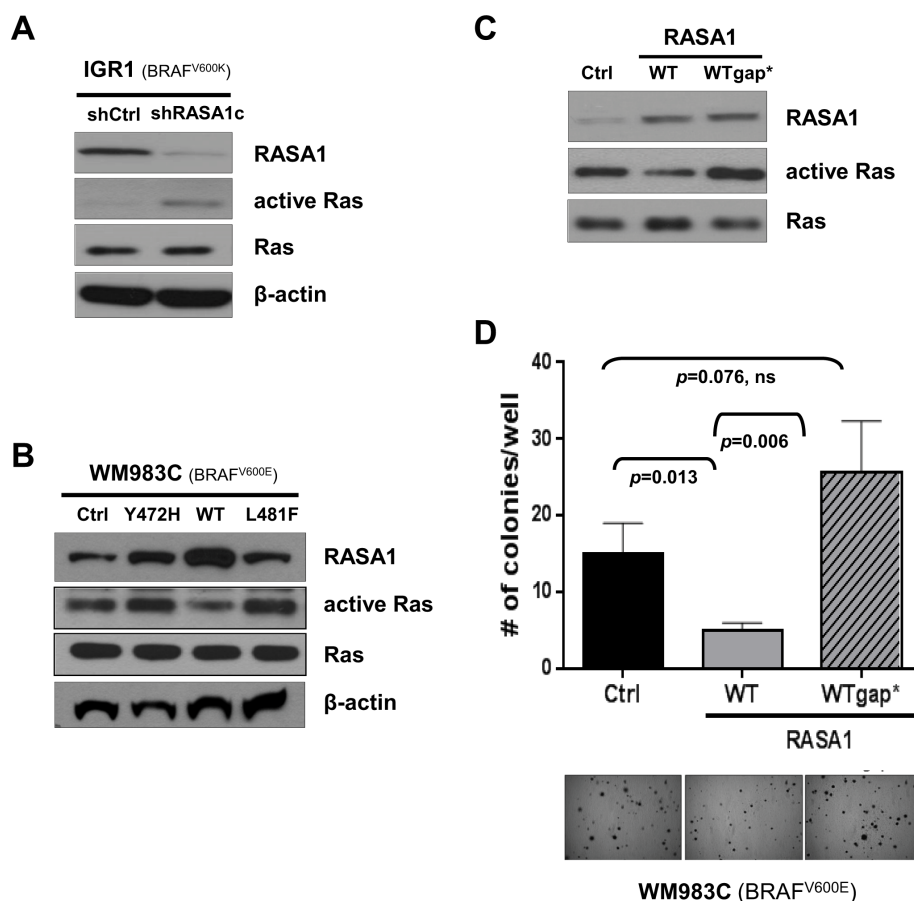 A
IGR1 (BRAFV600K)
shCtrl shRASA1c
RASA1
active Ras
Ras
β-actin
B
WM983C (BRAFV600E)
Ctrl Y472H WT L481F
RASA1
active Ras
Ras
β-actin
C
RASA1
Ctrl WT WTgap*
RASA1
active Ras
Ras
D
# of colonies/well
40
30
20
10
0
p=0.076, ns
p=0.006
p=0.013
Ctrl WT WTgap*
RASA1
WM983C (BRAFV600E)